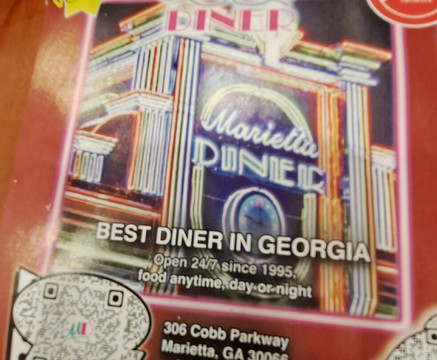 DINER
Marietta
DINER
BEST DINER IN GEORGIA
Open 24/7 since 1995,
food anytime, day or night
306 Cobb Parkway
Marietta, GA 30066